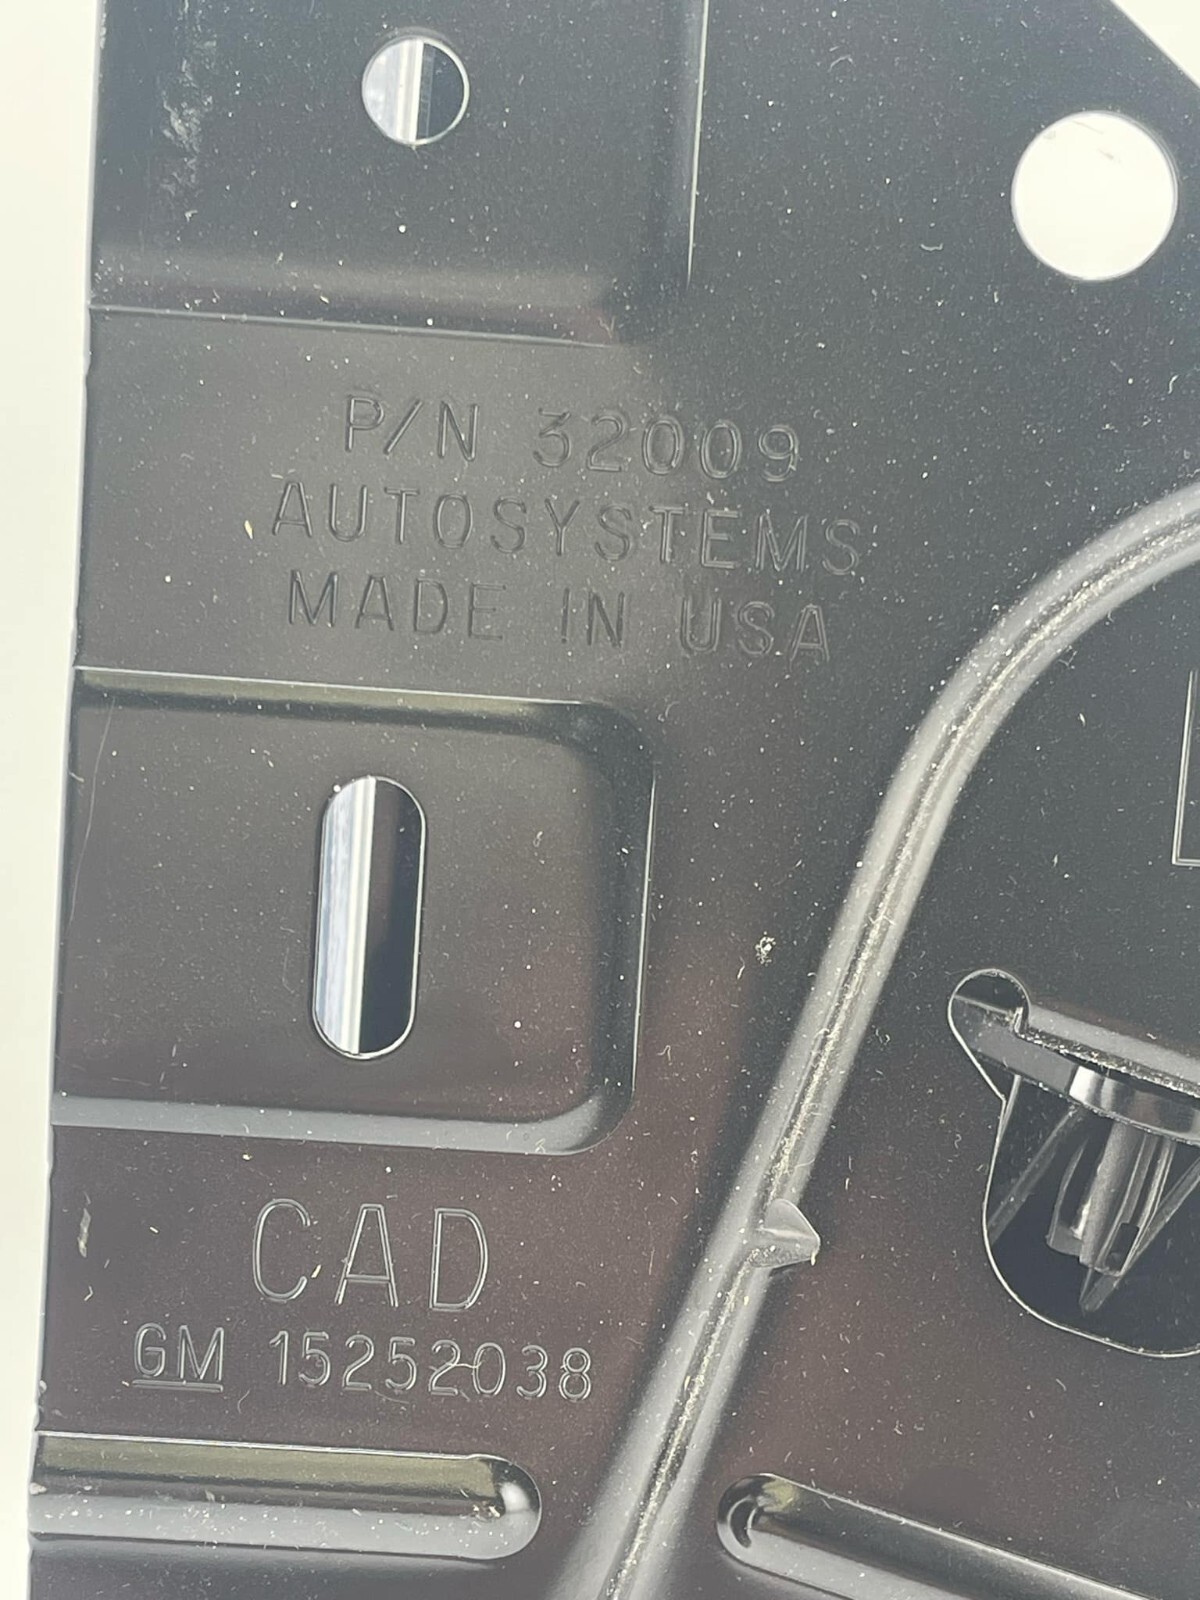 P/N 32009
AUTOSYSTEMS
MADE IN USA
CAD
GM 15252038